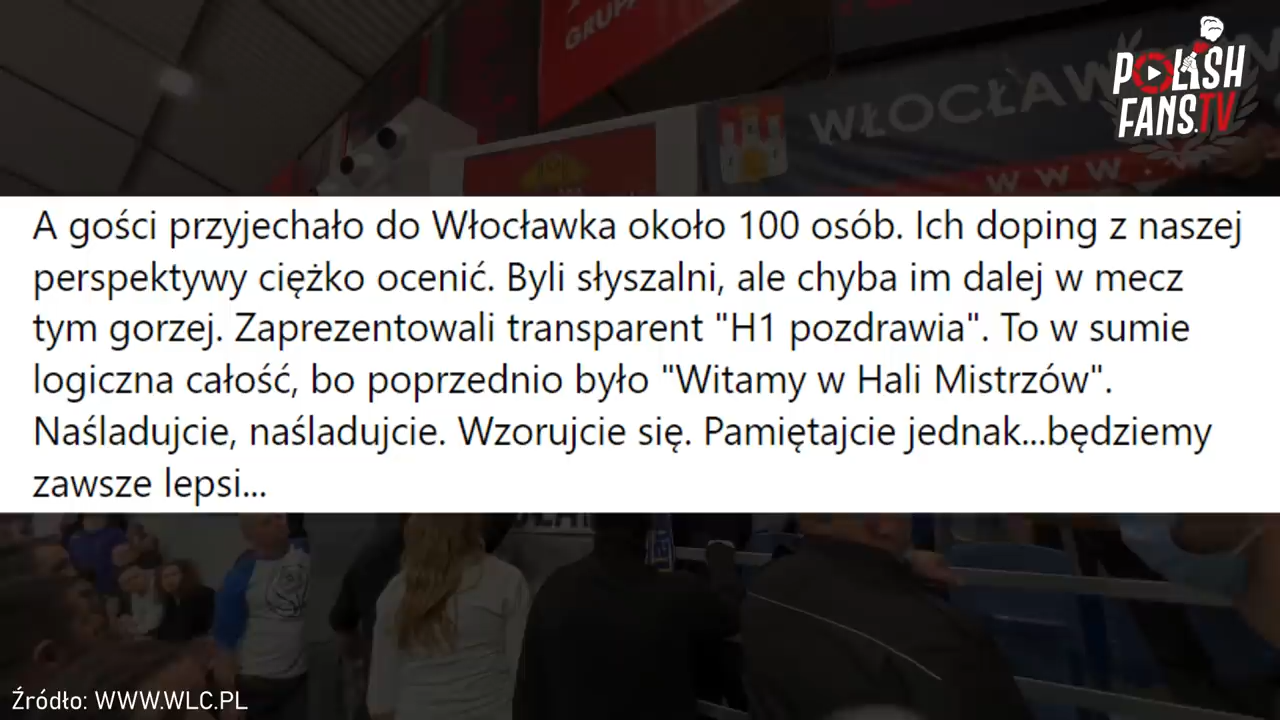 GRUPA
POLISH
FANS.TV
WŁOCŁAW
WWW.
A gości przyjechało do Włocławka około 100 osób. Ich doping z naszej
perspektywy ciężko ocenić. Byli słyszalni, ale chyba im dalej w mecz
tym gorzej. Zaprezentowali transparent "H1 pozdrawia". To w sumie
logiczna całość, bo poprzednio było "Witamy w Hali Mistrzów".
Naśladujcie, naśladujcie. Wzorujcie się. Pamiętajcie jednak...będziemy
zawsze lepsi...
Źródło: WWW.WLC.PL